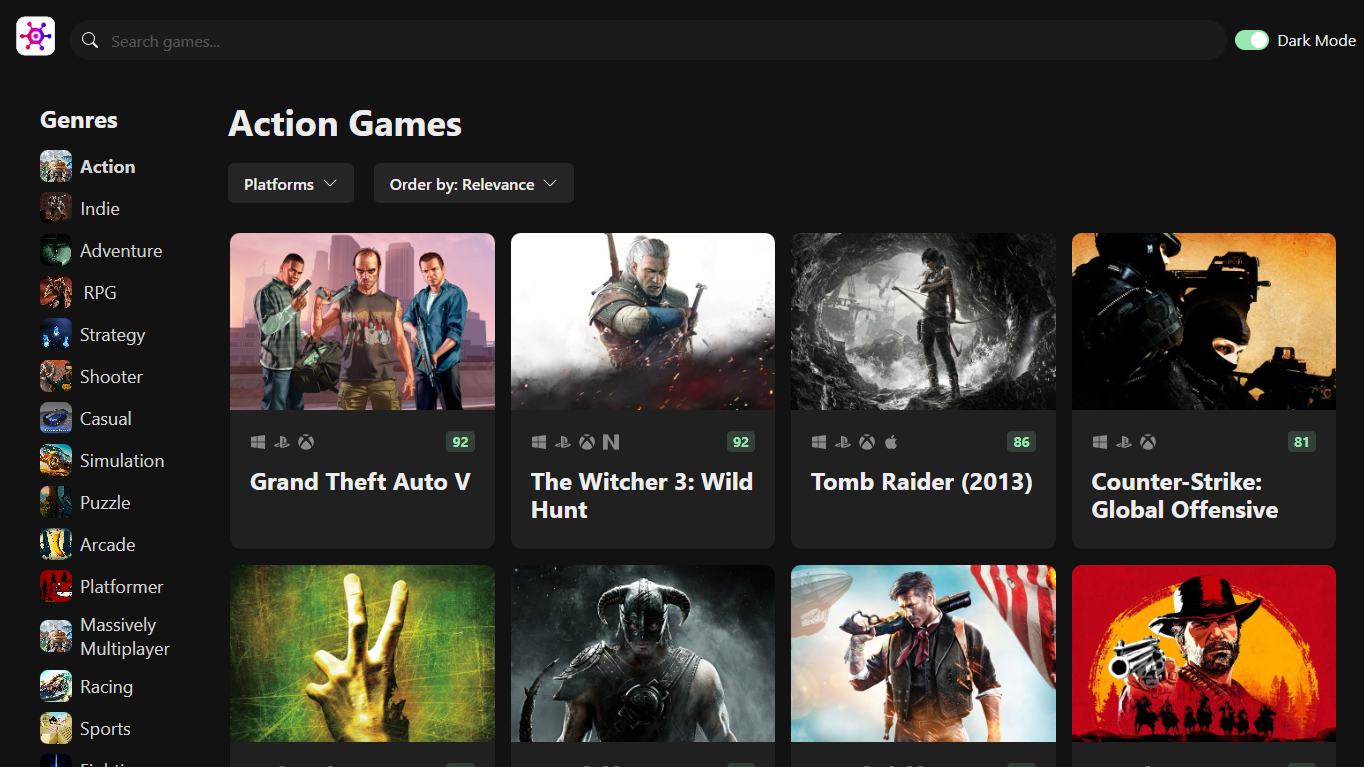 Search games...
Dark Mode
Genres
Action
Indie
Adventure
RPG
Strategy
Shooter
Casual
Simulation
Puzzle
Arcade
Platformer
Massively
Multiplayer
Racing
Sports
Action Games
Platforms
Order by: Relevance
92
Grand Theft Auto V
92
The Witcher 3: Wild
Hunt
86
Tomb Raider (2013)
81
Counter-Strike:
Global Offensive